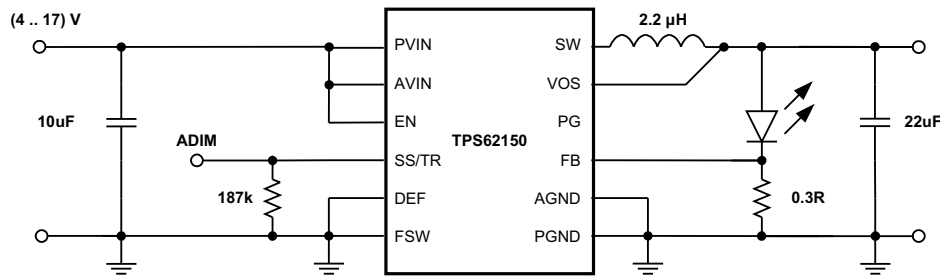 (4 .. 17) V
2.2 µH
PVIN
SW
AVIN
VOS
10uF
EN
PG
22uF
ADIM
TPS62150
SS/TR
FB
187k
DEF
AGND
0.3R
FSW
PGND